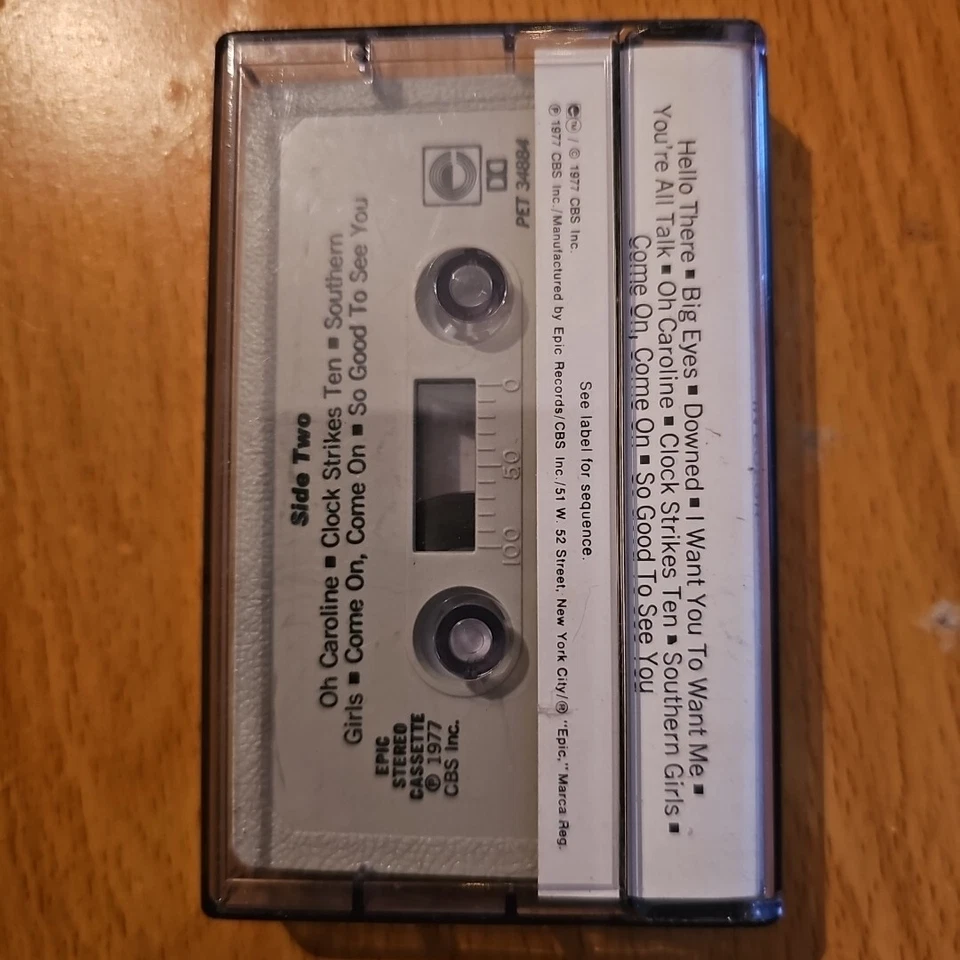 Hello There ▪ Big Eyes ▪ Downed ▪ I Want You To Want Me ▪
You're All Talk ▪ Oh Caroline ▪ Clock Strikes Ten ▪ Southern Girls ▪
Come On, Come On ▪ So Good To See You
See label for sequence.
e TM / © 1977 CBS Inc.
℗ 1977 CBS Inc./Manufactured by Epic Records/CBS Inc./51 W. 52 Street, New York City/® "Epic," Marca Reg.
Side Two
Oh Caroline ▪ Clock Strikes Ten ▪ Southern
Girls ▪ Come On, Come On ▪ So Good To See You
EPIC
STEREO
CASSETTE
℗ 1977
CBS Inc.
PET 34884
0 50 100